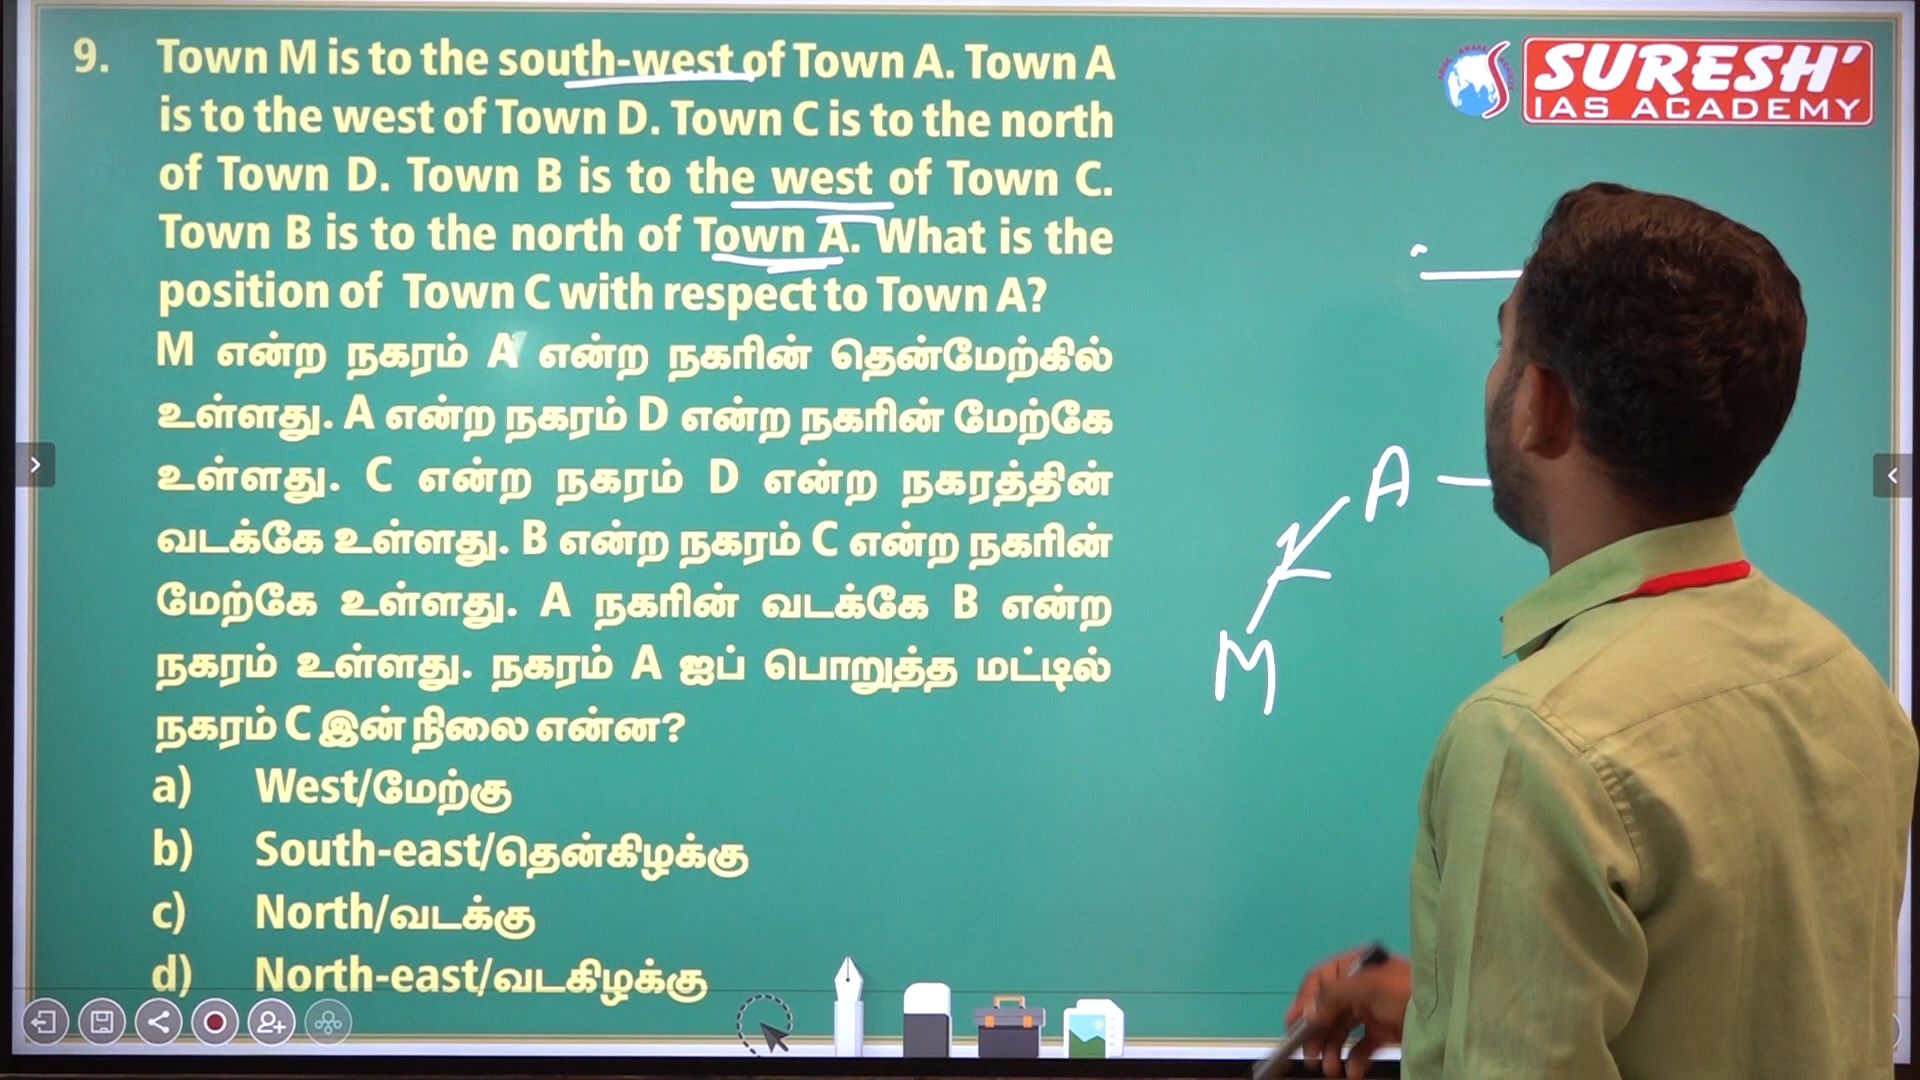 9. Town M is to the south-west of Town A. Town A
is to the west of Town D. Town C is to the north
of Town D. Town B is to the west of Town C.
Town B is to the north of Town A. What is the
position of Town C with respect to Town A?
M என்ற நகரம் A என்ற நகரின் தென்மேற்கில்
உள்ளது. A என்ற நகரம் D என்ற நகரின் மேற்கே
உள்ளது. C என்ற நகரம் D என்ற நகரத்தின்
வடக்கே உள்ளது. B என்ற நகரம் C என்ற நகரின்
மேற்கே உள்ளது. A நகரின் வடக்கே B என்ற
நகரம் உள்ளது. நகரம் A ஐப் பொறுத்த மட்டில்
நகரம் C இன் நிலை என்ன?
a) West/மேற்கு
b) South-east/தென்கிழக்கு
c) North/வடக்கு
d) North-east/வடகிழக்கு
SURESH'
IAS ACADEMY
A
M